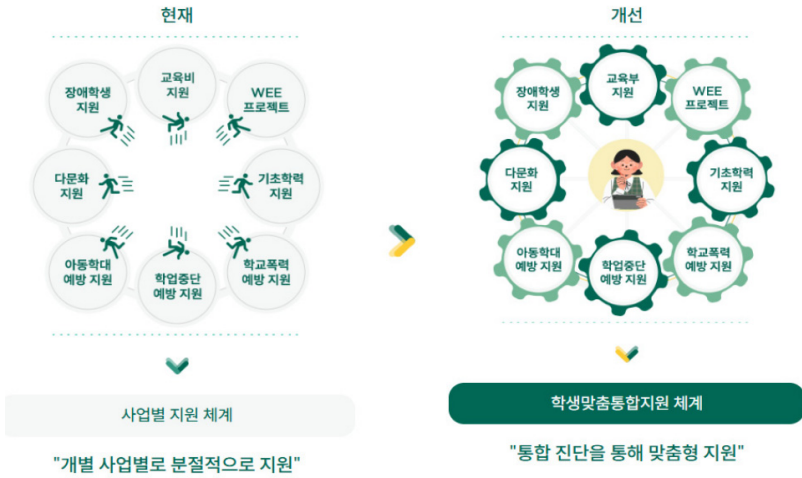 현재
교육비
지원
장애학생
지원
WEE
프로젝트
다문화
지원
기초학력
지원
아동학대
예방 지원
학업중단
예방 지원
학교폭력
예방 지원
사업별 지원 체계
"개별 사업별로 분절적으로 지원"
개선
교육부
지원
장애학생
지원
WEE
프로젝트
다문화
지원
기초학력
지원
아동학대
예방 지원
학업중단
예방 지원
학교폭력
예방 지원
학생맞춤통합지원 체계
"통합 진단을 통해 맞춤형 지원"